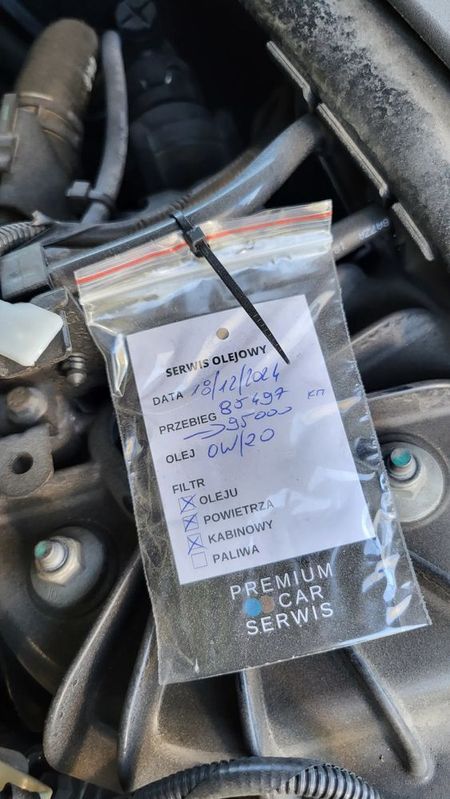 SERWIS OLEJOWY
DATA 18/12/2024
PRZEBIEG 85497 KM
95000
OLEJ 0W/20
FILTR
OLEJU
POWIETRZA
KABINOWY
PALIWA
PREMIUM
CAR
SERWIS